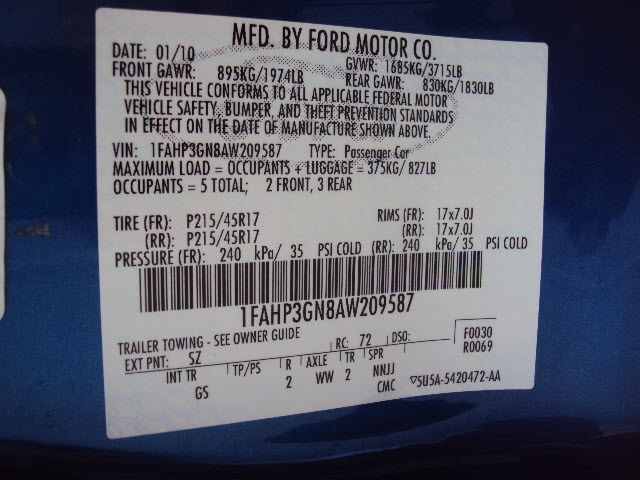 MFD. BY FORD MOTOR CO.
DATE: 01/10 GVWR: 1685KG/3715LB
FRONT GAWR: 895KG/1974LB REAR GAWR: 830KG/1830LB
THIS VEHICLE CONFORMS TO ALL APPLICABLE FEDERAL MOTOR
VEHICLE SAFETY, BUMPER, AND THEFT PREVENTION STANDARDS
IN EFFECT ON THE DATE OF MANUFACTURE SHOWN ABOVE.
VIN: 1FAHP3GN8AW209587 TYPE: Passenger Car
MAXIMUM LOAD = OCCUPANTS + LUGGAGE = 375KG/ 827LB
OCCUPANTS = 5 TOTAL; 2 FRONT, 3 REAR
TIRE (FR): P215/45R17 RIMS (FR): 17x7.0J
(RR): P215/45R17 (RR): 17x7.0J
PRESSURE (FR): 240 kPa/ 35 PSI COLD (RR): 240 kPa/ 35 PSI COLD
1FAHP3GN8AW209587
TRAILER TOWING - SEE OWNER GUIDE RC: 72 DSO: F0030
EXT PNT: SZ R0069
INT TR TP/PS R AXLE TR SPR
GS 2 WW 2 NNJJ
CMC ▽5U5A-5420472-AA